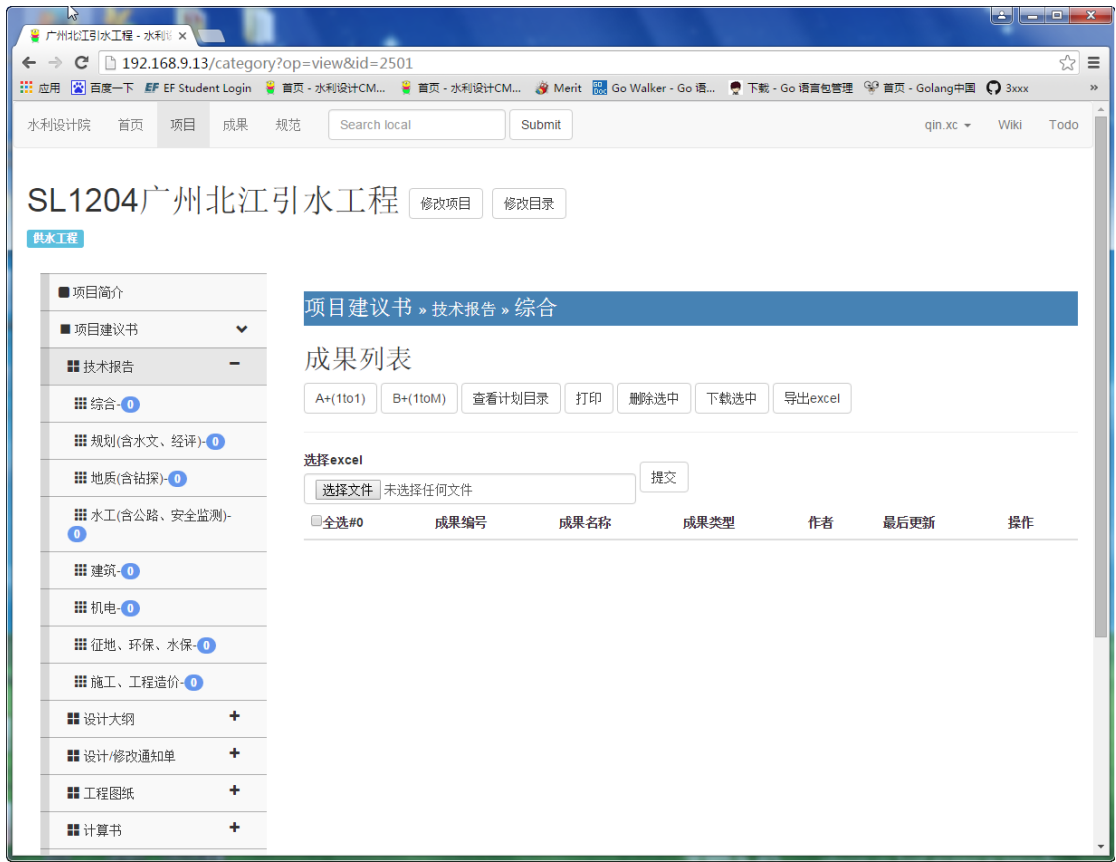 广州北江引水工程 - 水利
192.168.9.13/category?op=view&id=2501
应用 百度一下 EF EF Student Login 首页 - 水利设计CM... 首页 - 水利设计CM... Merit Go Walker - Go 语... 下载 - Go 语言包管理 首页 - Golang中国 3xxx »
水利设计院 首页 项目 成果 规范 Search local Submit qin.xc Wiki Todo
SL1204广州北江引水工程 修改项目 修改目录
供水工程
项目简介
项目建议书
技术报告
综合-0
规划(含水文、经评)-0
地质(含钻探)-0
水工(含公路、安全监测)-
0
建筑-0
机电-0
征地、环保、水保-0
施工、工程造价-0
设计大纲
设计/修改通知单
工程图纸
计算书
项目建议书 » 技术报告 » 综合
成果列表
A+(1to1) B+(1toM) 查看计划目录 打印 删除选中 下载选中 导出excel
选择excel
选择文件 未选择任何文件 提交
全选#0 成果编号 成果名称 成果类型 作者 最后更新 操作